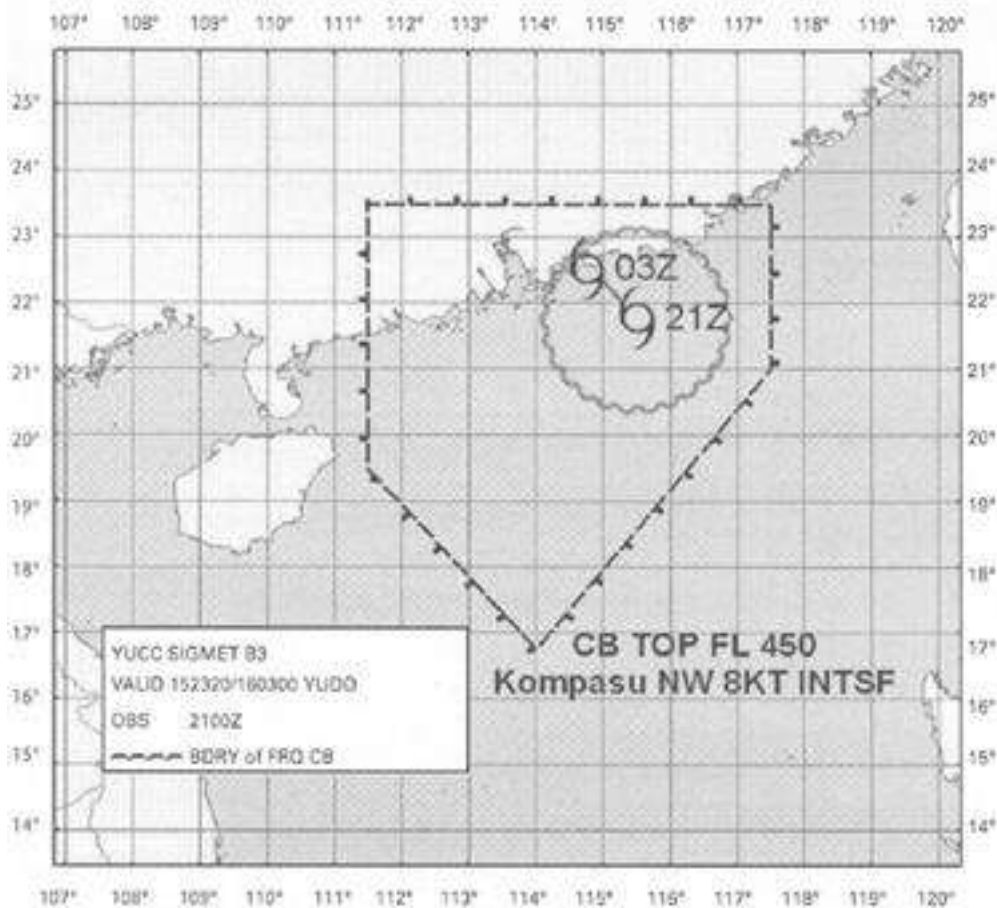 107° 108° 109° 110° 111° 112° 113° 114° 115° 116° 117° 118° 119° 120°
25° 25°
24° 24°
23° 23°
03Z
22° 22°
21Z
21° 21°
20° 20°
19° 19°
18° 18°
17° 17°
CB TOP FL 450
Kompasu NW 8KT INTSF
16° 16°
15° 15°
14° 14°
YUCC SIGMET B3
VALID 152320/160300 YUDO
OBS 2100Z
BDRY of FRQ CB
107° 108° 109° 110° 111° 112° 113° 114° 115° 116° 117° 118° 119° 120°